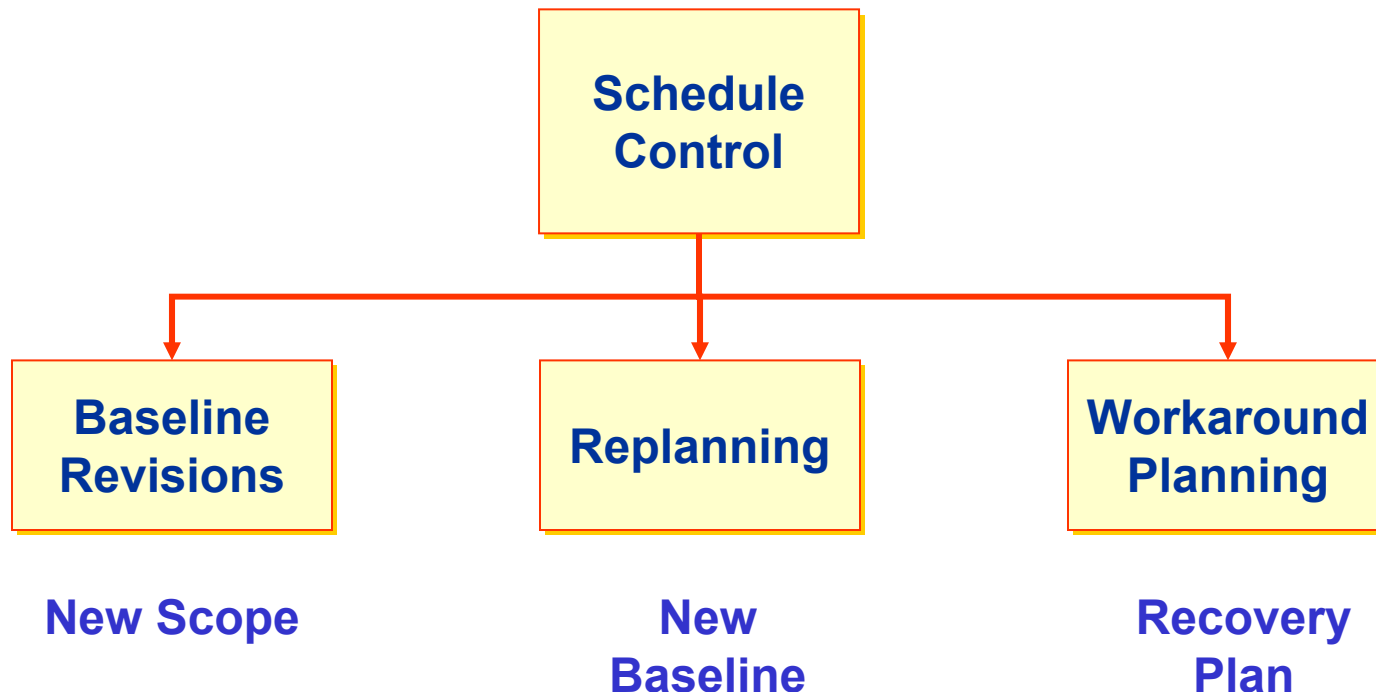 Schedule
Control
Baseline
Revisions
Replanning
Workaround
Planning
New Scope
New
Baseline
Recovery
Plan